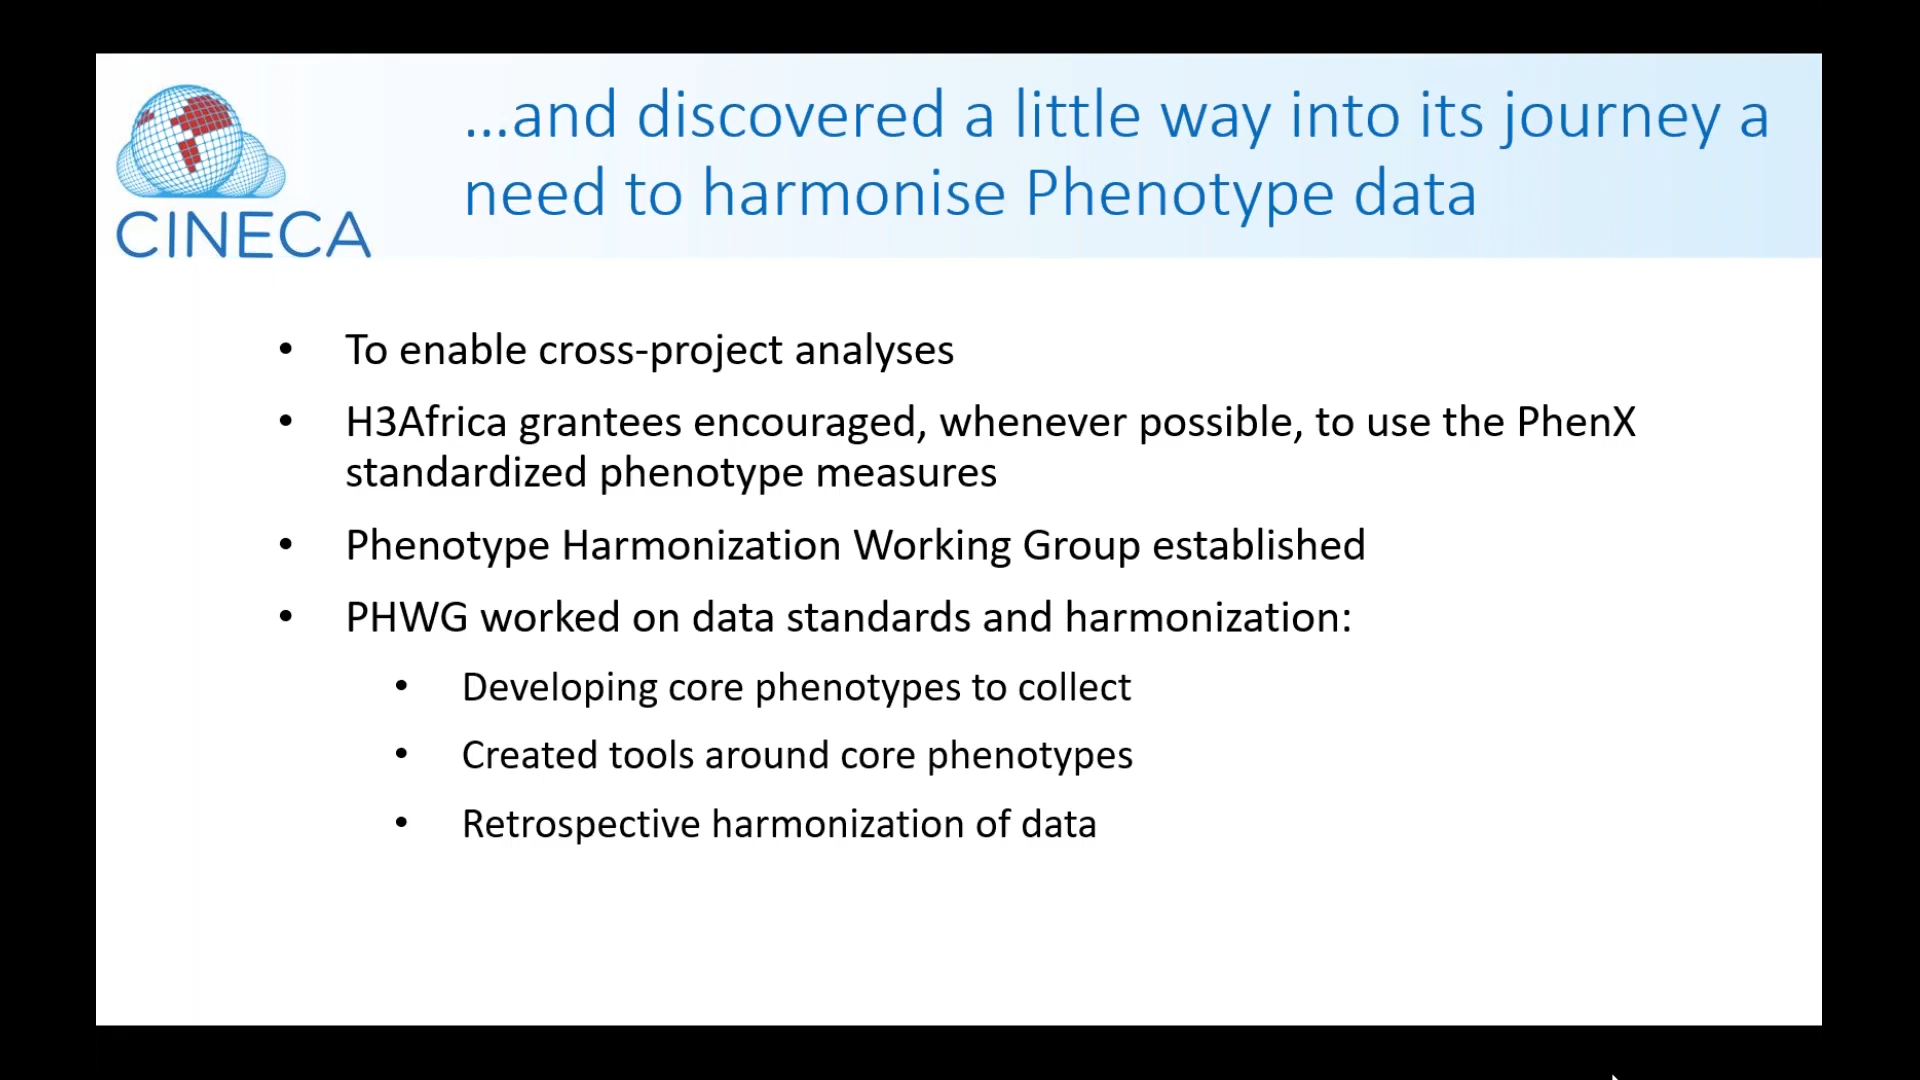 CINECA
...and discovered a little way into its journey a
need to harmonise Phenotype data
• To enable cross-project analyses
• H3Africa grantees encouraged, whenever possible, to use the PhenX
standardized phenotype measures
• Phenotype Harmonization Working Group established
• PHWG worked on data standards and harmonization:
• Developing core phenotypes to collect
• Created tools around core phenotypes
• Retrospective harmonization of data